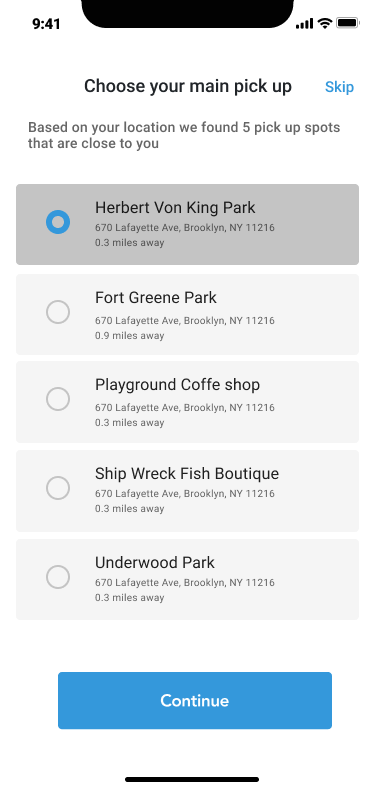 9:41
Choose your main pick up
Skip
Based on your location we found 5 pick up spots
that are close to you
Herbert Von King Park
670 Lafayette Ave, Brooklyn, NY 11216
0.3 miles away
Fort Greene Park
670 Lafayette Ave, Brooklyn, NY 11216
0.9 miles away
Playground Coffe shop
670 Lafayette Ave, Brooklyn, NY 11216
0.3 miles away
Ship Wreck Fish Boutique
670 Lafayette Ave, Brooklyn, NY 11216
0.3 miles away
Underwood Park
670 Lafayette Ave, Brooklyn, NY 11216
0.3 miles away
Continue